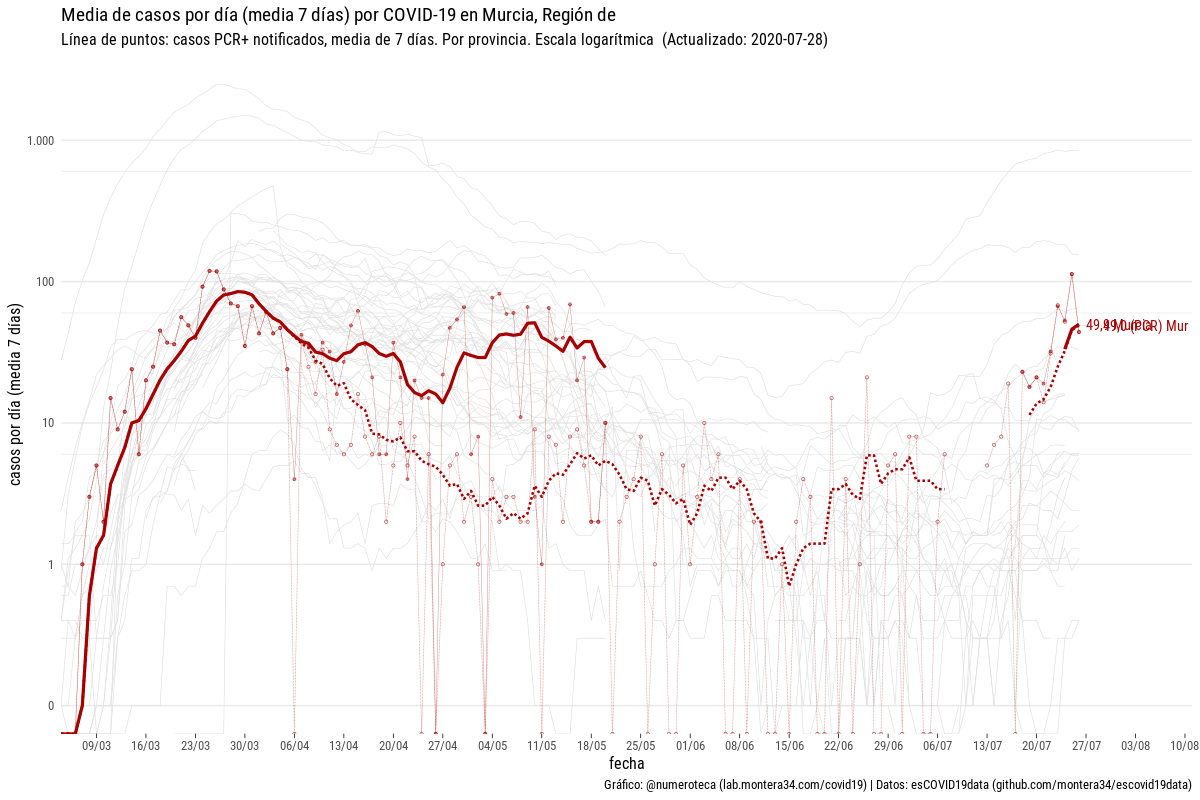 Media de casos por día (media 7 días) por COVID-19 en Murcia, Región de
Línea de puntos: casos PCR+ notificados, media de 7 días. Por provincia. Escala logarítmica  (Actualizado: 2020-07-28)
casos por día (media 7 días)
1.000
100
10
1
0
(PCR) Mur
09/03 16/03 23/03 30/03 06/04 13/04 20/04 27/04 04/05 11/05 18/05 25/05 01/06 08/06 15/06 22/06 29/06 06/07 13/07 20/07 27/07 03/08 10/08
fecha
Gráfico: @numeroteca (lab.montera34.com/covid19) | Datos: esCOVID19data (github.com/montera34/escovid19data)